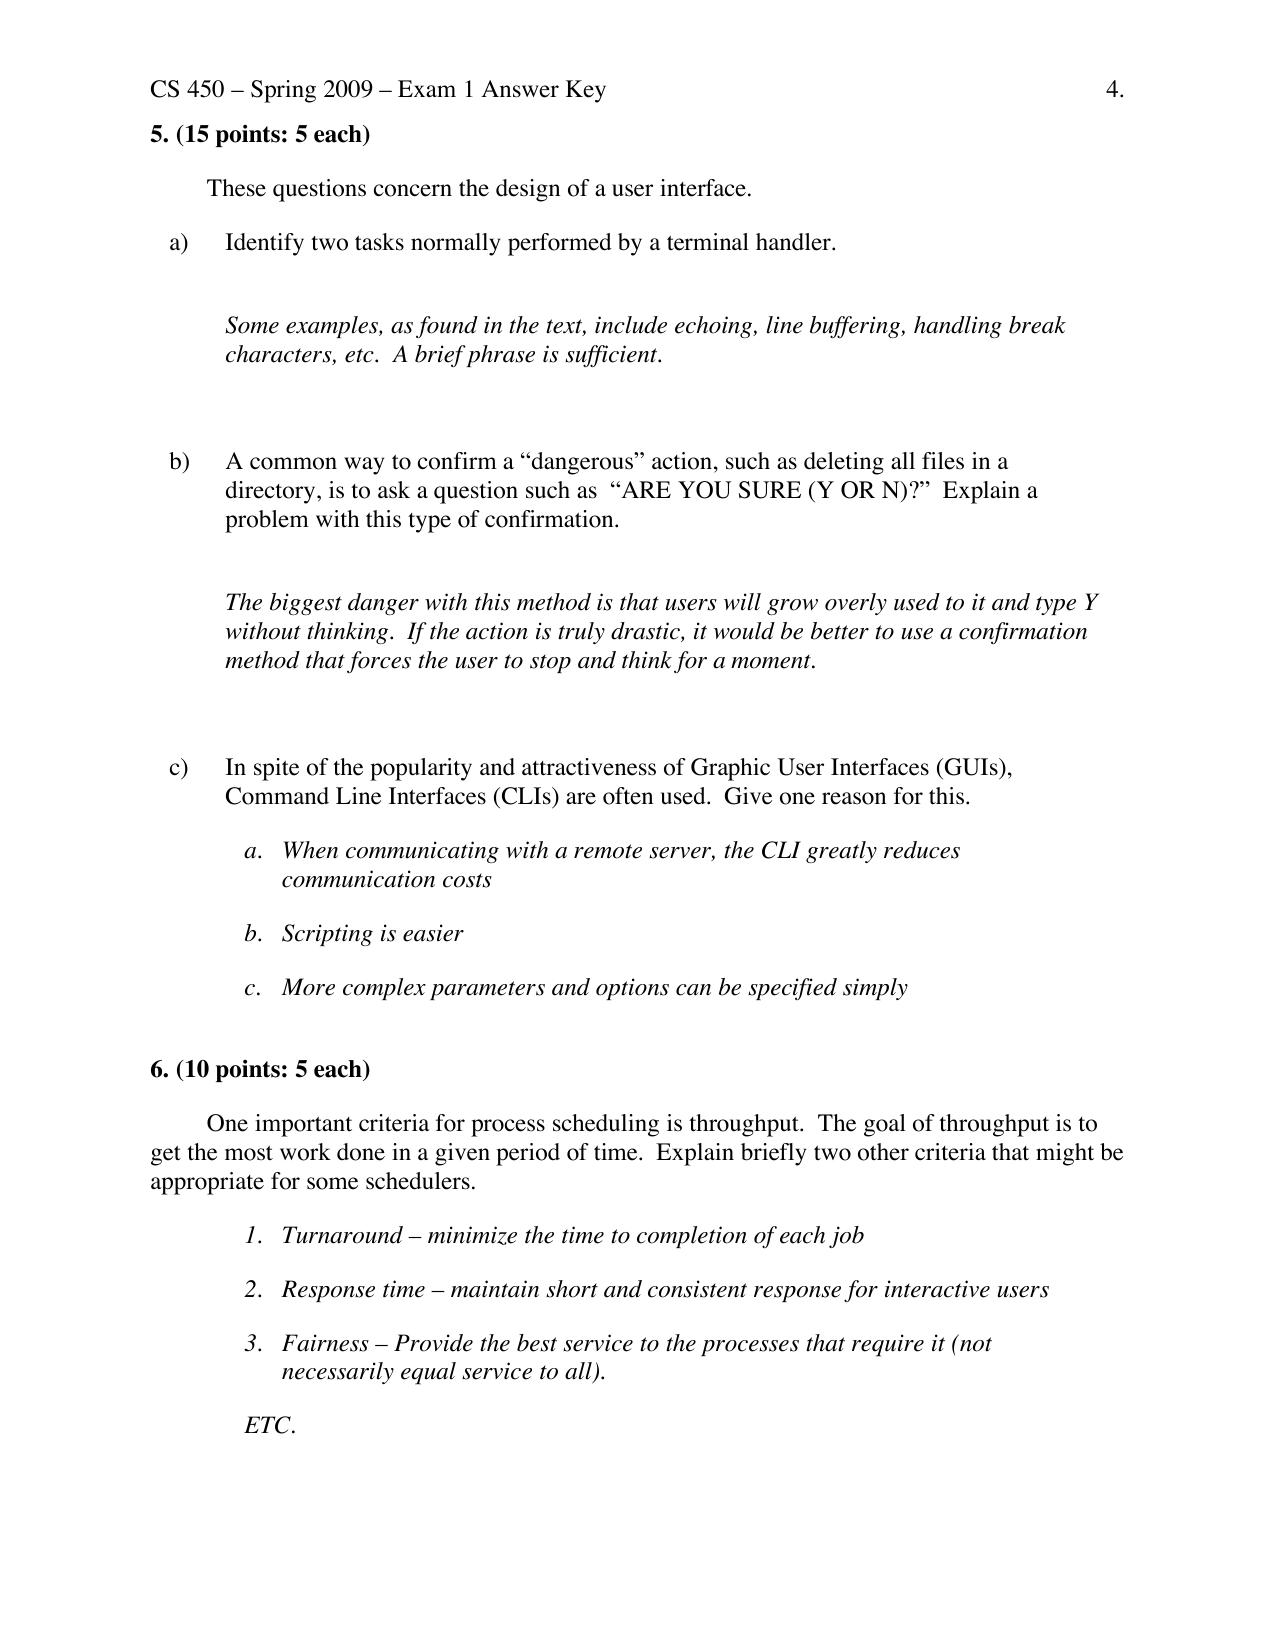 CS 450 – Spring 2009 – Exam 1 Answer Key 4.
5. (15 points: 5 each)
These questions concern the design of a user interface.
a) Identify two tasks normally performed by a terminal handler.
Some examples, as found in the text, include echoing, line buffering, handling break
characters, etc. A brief phrase is sufficient.
b) A common way to confirm a “dangerous” action, such as deleting all files in a
directory, is to ask a question such as “ARE YOU SURE (Y OR N)?” Explain a
problem with this type of confirmation.
The biggest danger with this method is that users will grow overly used to it and type Y
without thinking. If the action is truly drastic, it would be better to use a confirmation
method that forces the user to stop and think for a moment.
c) In spite of the popularity and attractiveness of Graphic User Interfaces (GUIs),
Command Line Interfaces (CLIs) are often used. Give one reason for this.
a. When communicating with a remote server, the CLI greatly reduces
communication costs
b. Scripting is easier
c. More complex parameters and options can be specified simply
6. (10 points: 5 each)
One important criteria for process scheduling is throughput. The goal of throughput is to
get the most work done in a given period of time. Explain briefly two other criteria that might be
appropriate for some schedulers.
1. Turnaround – minimize the time to completion of each job
2. Response time – maintain short and consistent response for interactive users
3. Fairness – Provide the best service to the processes that require it (not
necessarily equal service to all).
ETC.